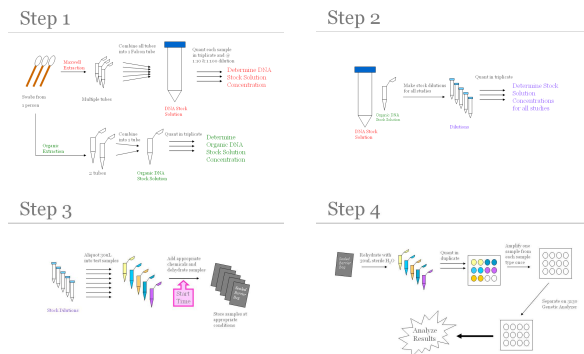 Step 1
Swabs from
1 person
Maxwell
Extraction
Multiple tubes
Combine all tubes
into 1 Falcon tube
DNA Stock
Solution
Quant each sample
in triplicate and @
1:10 & 1:100 dilution
Determine DNA
Stock Solution
Concentration
Organic
Extraction
2 tubes
Combine
into 1 tube
Organic DNA
Stock Solution
Quant in triplicate
Determine
Organic DNA
Stock Solution
Concentration
Step 2
DNA Stock
Solution
Organic DNA
Stock Solution
Make stock dilutions
for all studies
Dilutions
Quant in triplicate
Determine Stock
Solution
Concentrations
for all studies
Step 3
Stock Dilutions
Aliquot 50uL
into test samples
Add appropriate
chemicals and
dehydrate samples
Start
Time
Store samples at
appropriate
conditions
Step 4
Rehydrate with
50uL sterile H₂O
Quant in
duplicate
Amplify one
sample from
each sample
type once
Separate on 3130
Genetic Analyzer
Analyze
Results